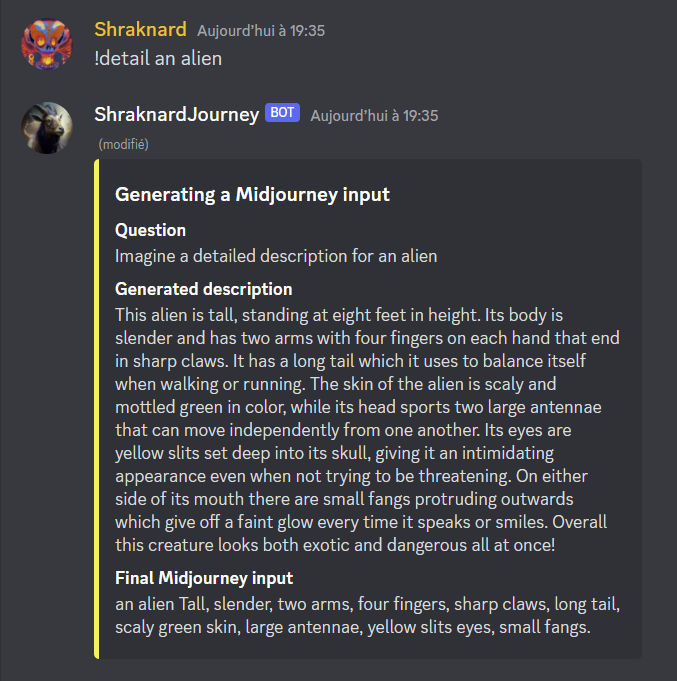 Shraknard Aujourd'hui à 19:35
!detail an alien
ShraknardJourney BOT Aujourd'hui à 19:35
(modifié)
Generating a Midjourney input
Question
Imagine a detailed description for an alien
Generated description
This alien is tall, standing at eight feet in height. Its body is
slender and has two arms with four fingers on each hand that end
in sharp claws. It has a long tail which it uses to balance itself
when walking or running. The skin of the alien is scaly and
mottled green in color, while its head sports two large antennae
that can move independently from one another. Its eyes are
yellow slits set deep into its skull, giving it an intimidating
appearance even when not trying to be threatening. On either
side of its mouth there are small fangs protruding outwards
which give off a faint glow every time it speaks or smiles. Overall
this creature looks both exotic and dangerous all at once!
Final Midjourney input
an alien Tall, slender, two arms, four fingers, sharp claws, long tail,
scaly green skin, large antennae, yellow slits eyes, small fangs.